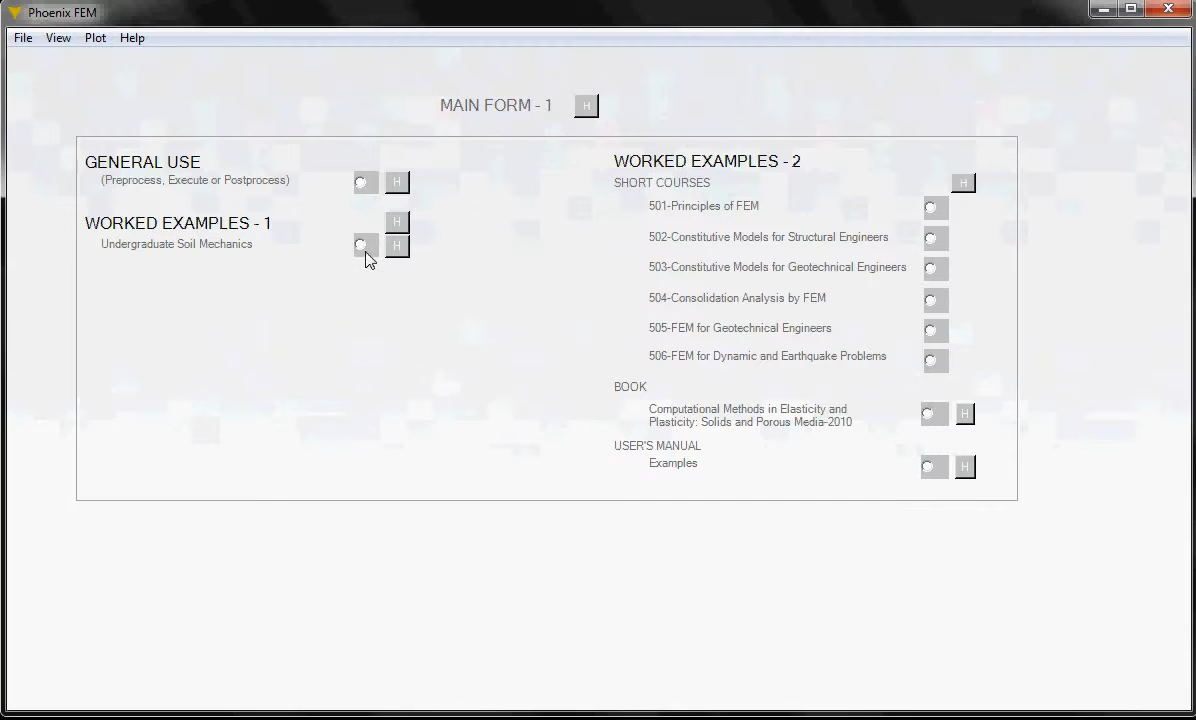 Phoenix FEM
File View Plot Help
MAIN FORM - 1 H
GENERAL USE
(Preprocess, Execute or Postprocess) H
WORKED EXAMPLES - 1 H
Undergraduate Soil Mechanics H
WORKED EXAMPLES - 2
SHORT COURSES H
501-Principles of FEM
502-Constitutive Models for Structural Engineers
503-Constitutive Models for Geotechnical Engineers
504-Consolidation Analysis by FEM
505-FEM for Geotechnical Engineers
506-FEM for Dynamic and Earthquake Problems
BOOK
Computational Methods in Elasticity and
Plasticity: Solids and Porous Media-2010 H
USER'S MANUAL
Examples H